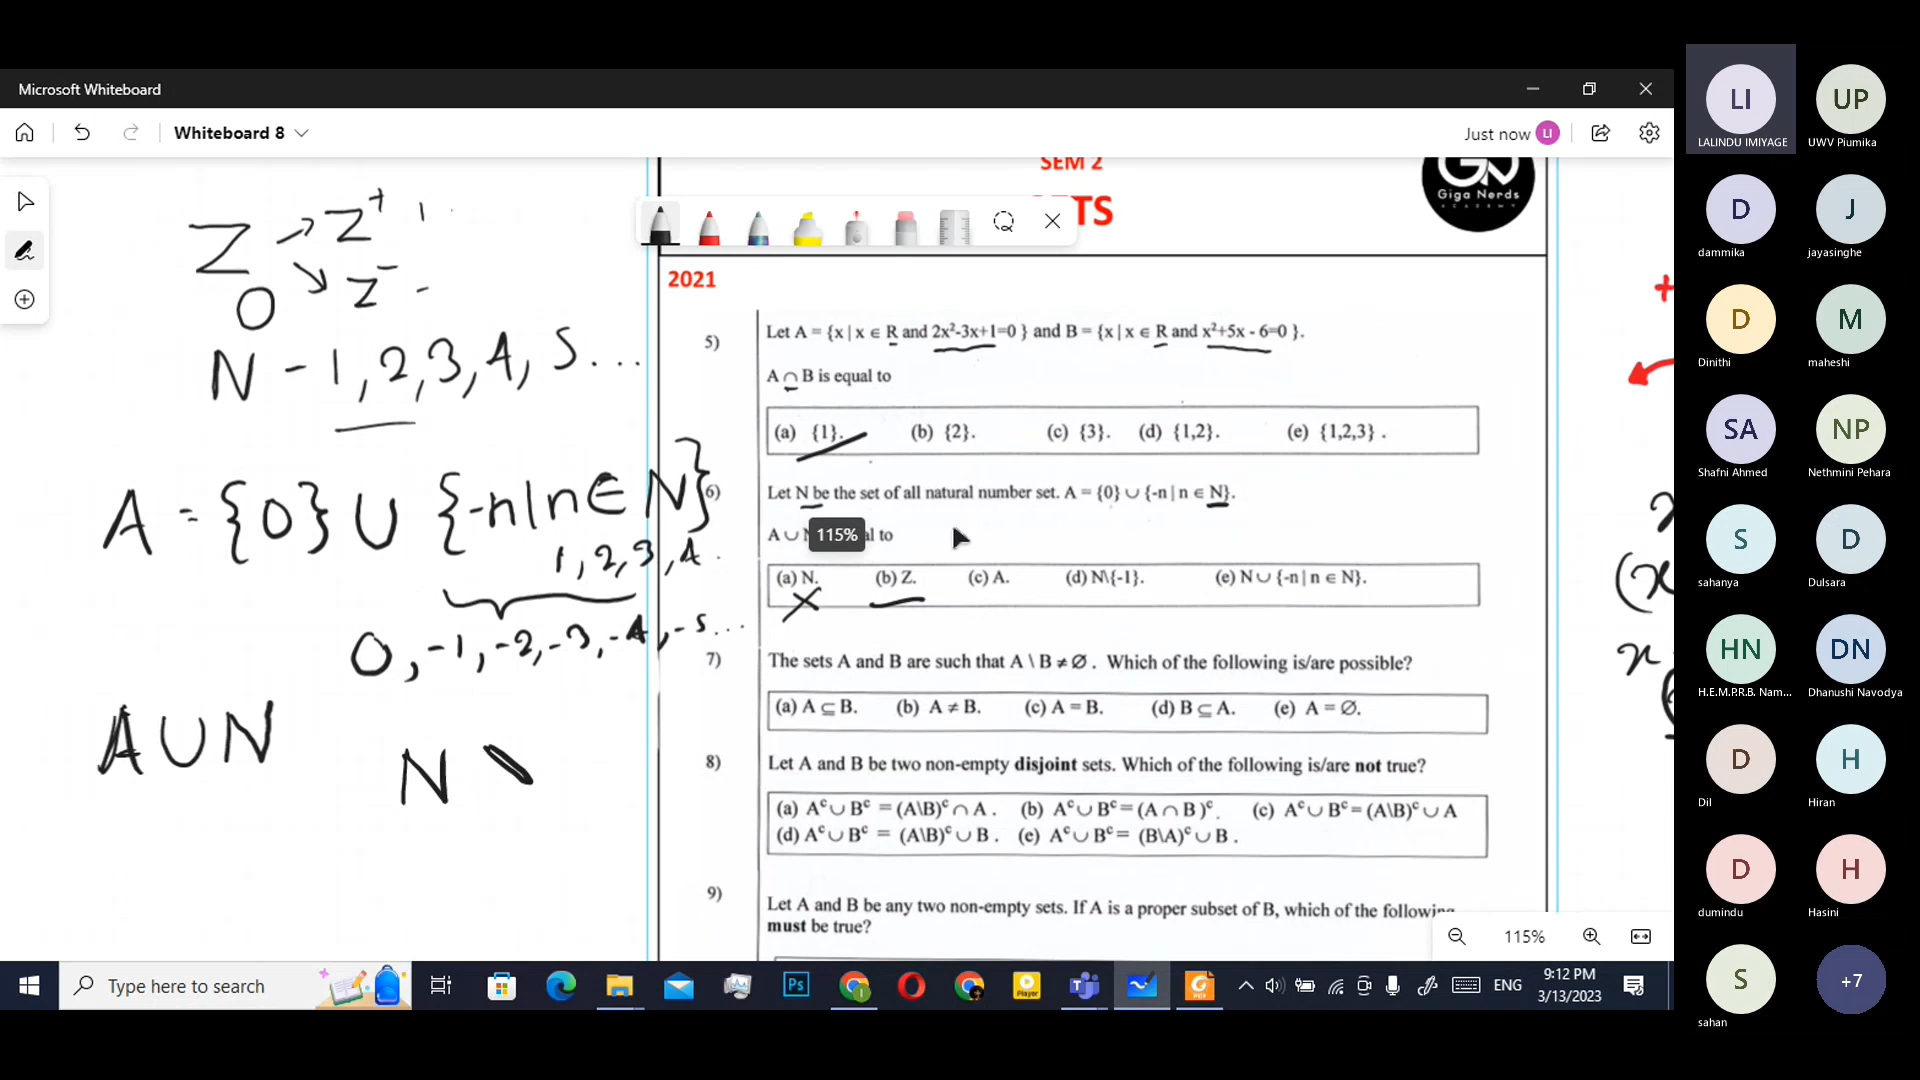 Microsoft Whiteboard
Whiteboard 8
Just now LI
Z → Z⁺ +
→ Z⁻ -
0
N - 1, 2, 3, 4, 5 ...
A = {0} ∪ {-n | n ∈ N}
1, 2, 3, 4 .
0, -1, -2, -3, -4, -5 ...
A ∪ N
N \
SEM 2
TS
GN
Giga Nerds
ACADEMY
2021
5) Let A = {x | x ∈ R and 2x²-3x+1=0 } and B = {x | x ∈ R and x²+5x - 6=0 }.
A ∩ B is equal to
(a) {1}. (b) {2}. (c) {3}. (d) {1,2}. (e) {1,2,3} .
6) Let N be the set of all natural number set. A = {0} ∪ {-n | n ∈ N}.
A ∪ 115% al to
(a) N. (b) Z. (c) A. (d) N\{-1}. (e) N ∪ {-n | n ∈ N}.
7) The sets A and B are such that A \ B ≠ Ø . Which of the following is/are possible?
(a) A ⊆ B. (b) A ≠ B. (c) A = B. (d) B ⊆ A. (e) A = Ø.
8) Let A and B be two non-empty disjoint sets. Which of the following is/are not true?
(a) Aᶜ ∪ Bᶜ = (A\B)ᶜ ∩ A . (b) Aᶜ ∪ Bᶜ = (A ∩ B )ᶜ. (c) Aᶜ ∪ Bᶜ = (A\B)ᶜ ∪ A
(d) Aᶜ ∪ Bᶜ = (A\B)ᶜ ∪ B . (e) Aᶜ ∪ Bᶜ = (B\A)ᶜ ∪ B .
9) Let A and B be any two non-empty sets. If A is a proper subset of B, which of the following
must be true?
+
(x
x
115%
LI
LALINDU IMIYAGE
UP
UWV Piumika
D
dammika
J
jayasinghe
D
Dinithi
M
maheshi
SA
Shafni Ahmed
NP
Nethmini Pehara
S
sahanya
D
Dulsara
HN
H.E.M.P.R.B. Nam...
DN
Dhanushi Navodya
D
Dil
H
Hiran
D
dumindu
H
Hasini
S
sahan
+7
Type here to search
Ps
Player
ENG
9:12 PM
3/13/2023